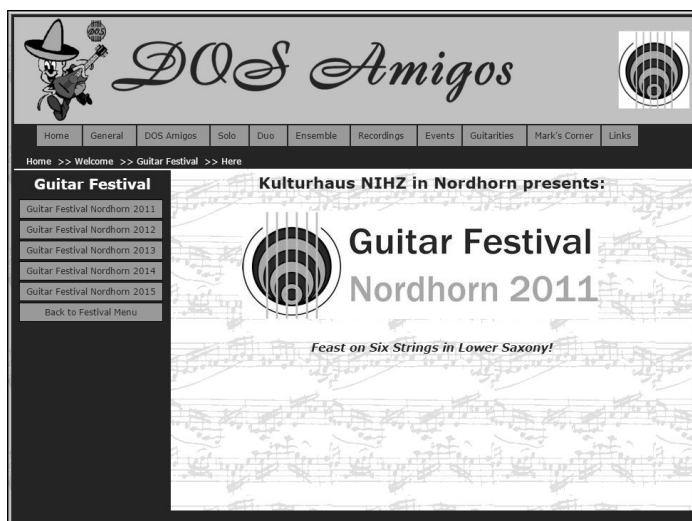 DOS
DOS Amigos
Home General DOS Amigos Solo Duo Ensemble Recordings Events Guitarities Mark's Corner Links
Home >> Welcome >> Guitar Festival >> Here
Guitar Festival
Guitar Festival Nordhorn 2011
Guitar Festival Nordhorn 2012
Guitar Festival Nordhorn 2013
Guitar Festival Nordhorn 2014
Guitar Festival Nordhorn 2015
Back to Festival Menu
Kulturhaus NIHZ in Nordhorn presents:
Guitar Festival
Nordhorn 2011
Feast on Six Strings in Lower Saxony!